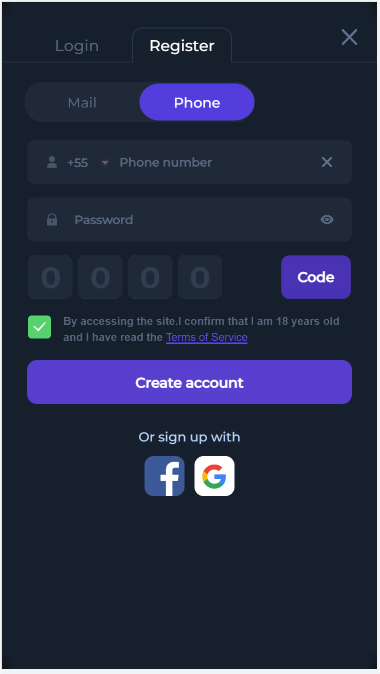 Login
Register
Mail
Phone
+55
Phone number
Password
0 0 0 0
Code
By accessing the site.I confirm that I am 18 years old
and I have read the Terms of Service
Create account
Or sign up with